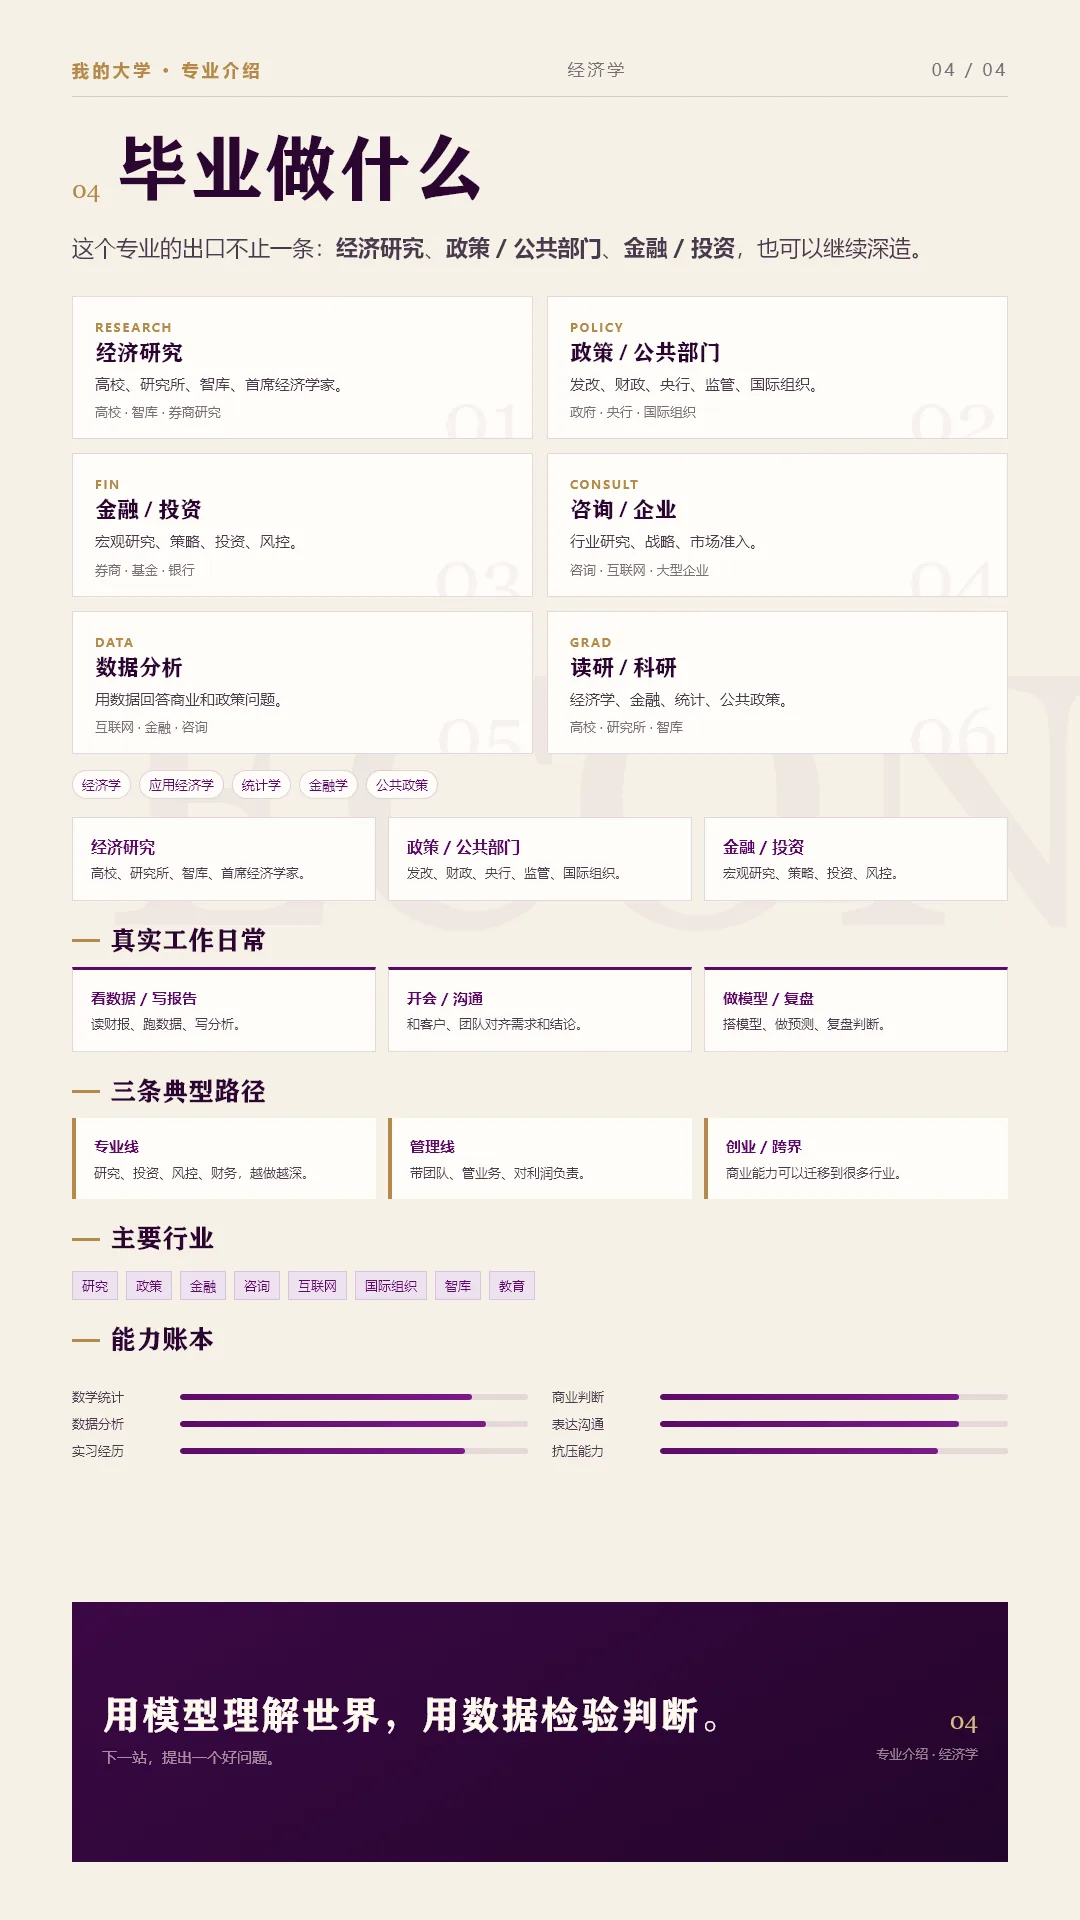 我的大学 · 专业介绍
经济学
04 / 04
04 毕业做什么
这个专业的出口不止一条：经济研究、政策 / 公共部门、金融 / 投资，也可以继续深造。
RESEARCH
经济研究
高校、研究所、智库、首席经济学家。
高校 · 智库 · 券商研究
01
POLICY
政策 / 公共部门
发改、财政、央行、监管、国际组织。
政府 · 央行 · 国际组织
02
FIN
金融 / 投资
宏观研究、策略、投资、风控。
券商 · 基金 · 银行
03
CONSULT
咨询 / 企业
行业研究、战略、市场准入。
咨询 · 互联网 · 大型企业
04
DATA
数据分析
用数据回答商业和政策问题。
互联网 · 金融 · 咨询
05
GRAD
读研 / 科研
经济学、金融、统计、公共政策。
高校 · 研究所 · 智库
06
ECON
经济学
应用经济学
统计学
金融学
公共政策
经济研究
高校、研究所、智库、首席经济学家。
政策 / 公共部门
发改、财政、央行、监管、国际组织。
金融 / 投资
宏观研究、策略、投资、风控。
真实工作日常
看数据 / 写报告
读财报、跑数据、写分析。
开会 / 沟通
和客户、团队对齐需求和结论。
做模型 / 复盘
搭模型、做预测、复盘判断。
三条典型路径
专业线
研究、投资、风控、财务，越做越深。
管理线
带团队、管业务、对利润负责。
创业 / 跨界
商业能力可以迁移到很多行业。
主要行业
研究
政策
金融
咨询
互联网
国际组织
智库
教育
能力账本
数学统计
商业判断
数据分析
表达沟通
实习经历
抗压能力
用模型理解世界，用数据检验判断。
下一站，提出一个好问题。
04
专业介绍 · 经济学